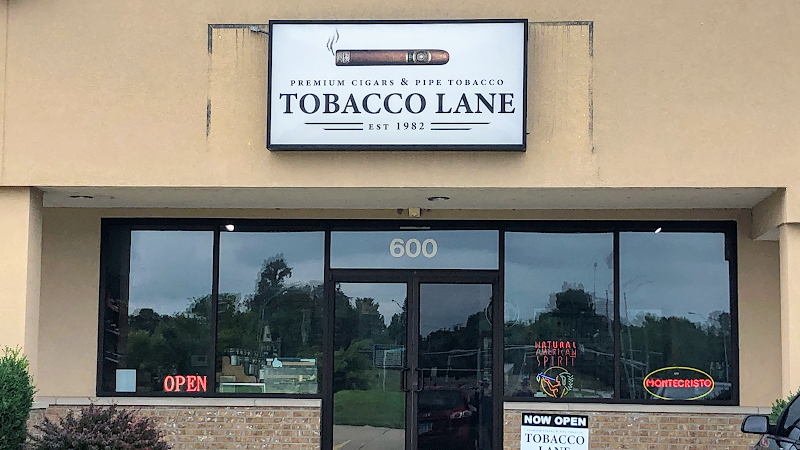 PREMIUM CIGARS & PIPE TOBACCO
TOBACCO LANE
EST 1982
600
OPEN
NATURAL
AMERICAN
SPIRIT
MONTECRISTO
NOW OPEN
TOBACCO
LANE